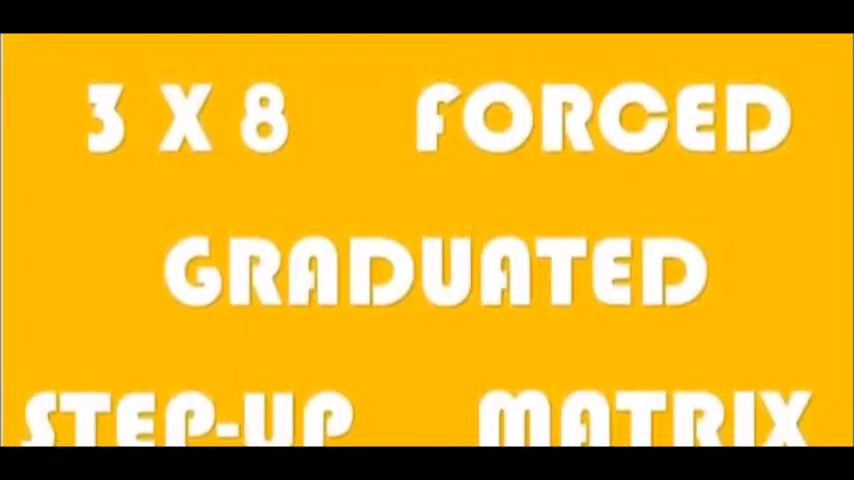 3 X 8 FORCED
GRADUATED
STEP-UP MATRIX